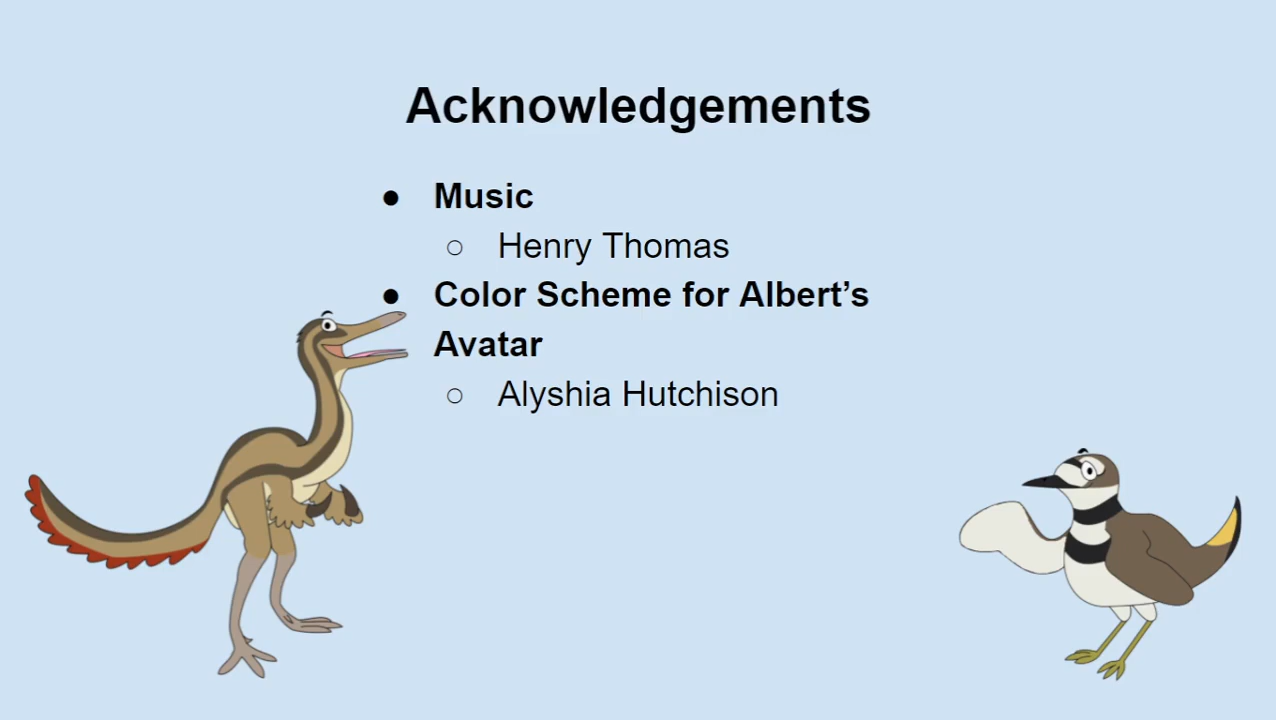 Acknowledgements
● Music
○ Henry Thomas
● Color Scheme for Albert’s
Avatar
○ Alyshia Hutchison